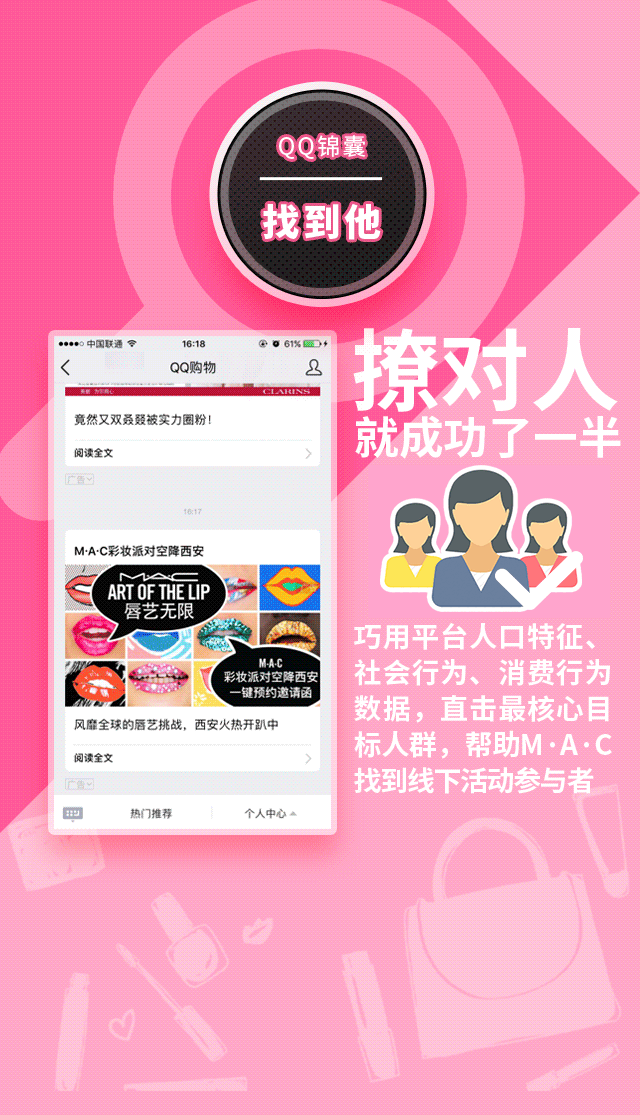 QQ锦囊
找到他
中国联通
16:18
61%
QQ购物
CLARINS
竟然又双叒叕被实力圈粉！
阅读全文
广告
16:17
M·A·C彩妆派对空降西安
MAC
ART OF THE LIP
唇艺无限
M·A·C
彩妆派对空降西安
一键预约邀请函
风靡全球的唇艺挑战，西安火热开趴中
阅读全文
广告
热门推荐
个人中心
撩对人
就成功了一半
巧用平台人口特征、
社会行为、消费行为
数据，直击最核心目
标人群，帮助M·A·C
找到线下活动参与者